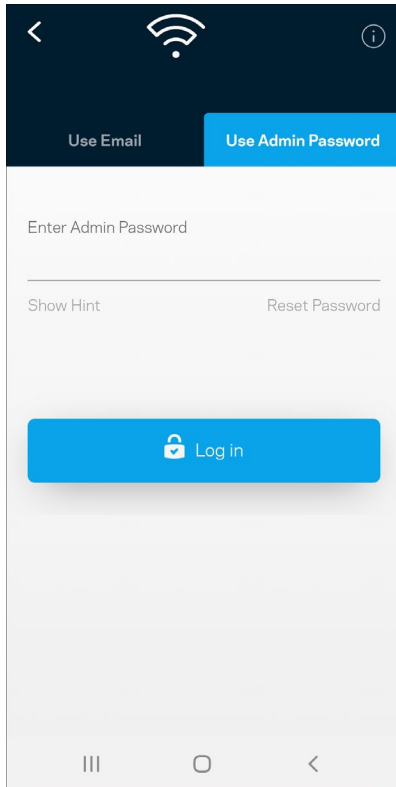 Use Email
Use Admin Password
Enter Admin Password
Show Hint
Reset Password
Log in